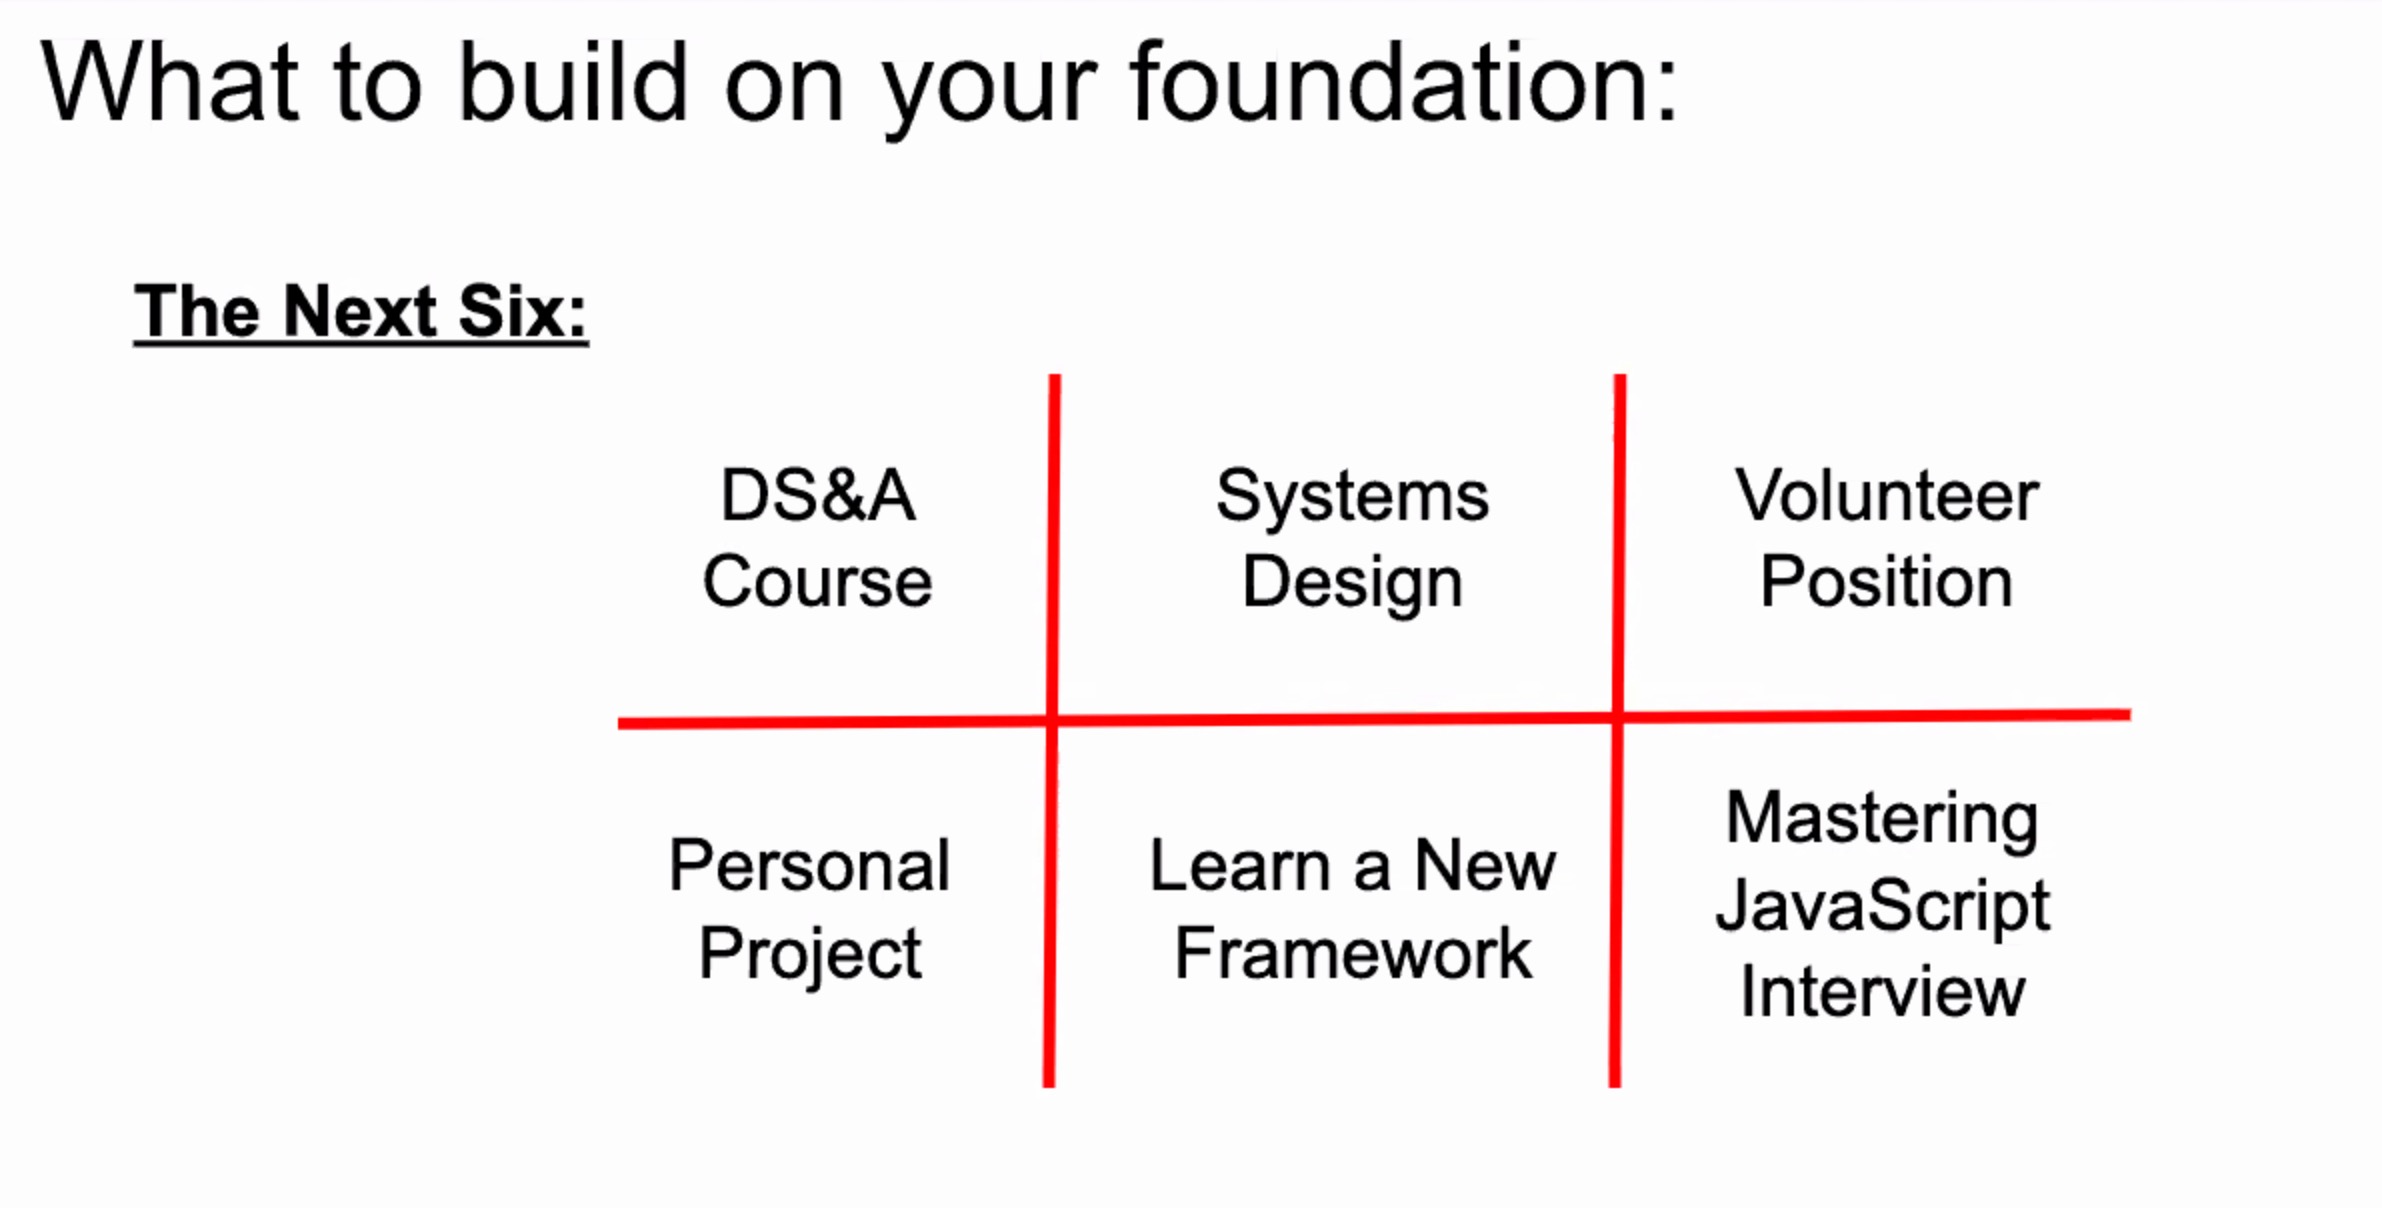 What to build on your foundation:
The Next Six:
DS&A
Course
Systems
Design
Volunteer
Position
Personal
Project
Learn a New
Framework
Mastering
JavaScript
Interview